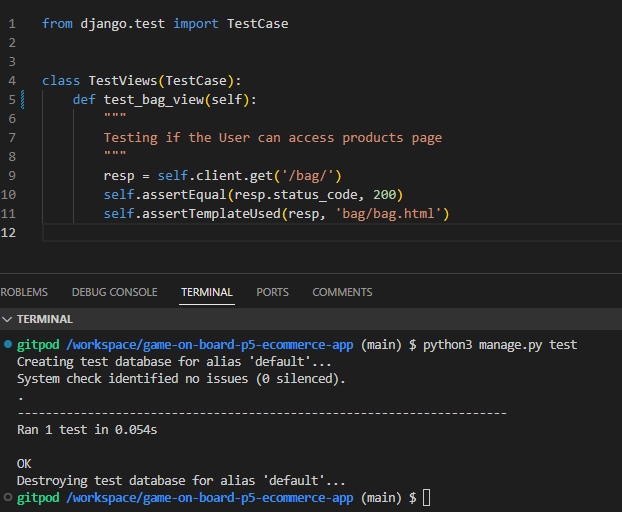 1 from django.test import TestCase
2
3
4 class TestViews(TestCase):
5 def test_bag_view(self):
6 """
7 Testing if the User can access products page
8 """
9 resp = self.client.get('/bag/')
10 self.assertEqual(resp.status_code, 200)
11 self.assertTemplateUsed(resp, 'bag/bag.html')
12
ROBLEMS DEBUG CONSOLE TERMINAL PORTS COMMENTS
TERMINAL
gitpod /workspace/game-on-board-p5-ecommerce-app (main) $ python3 manage.py test
Creating test database for alias 'default'...
System check identified no issues (0 silenced).
.
----------------------------------------------------------------------
Ran 1 test in 0.054s
OK
Destroying test database for alias 'default'...
gitpod /workspace/game-on-board-p5-ecommerce-app (main) $